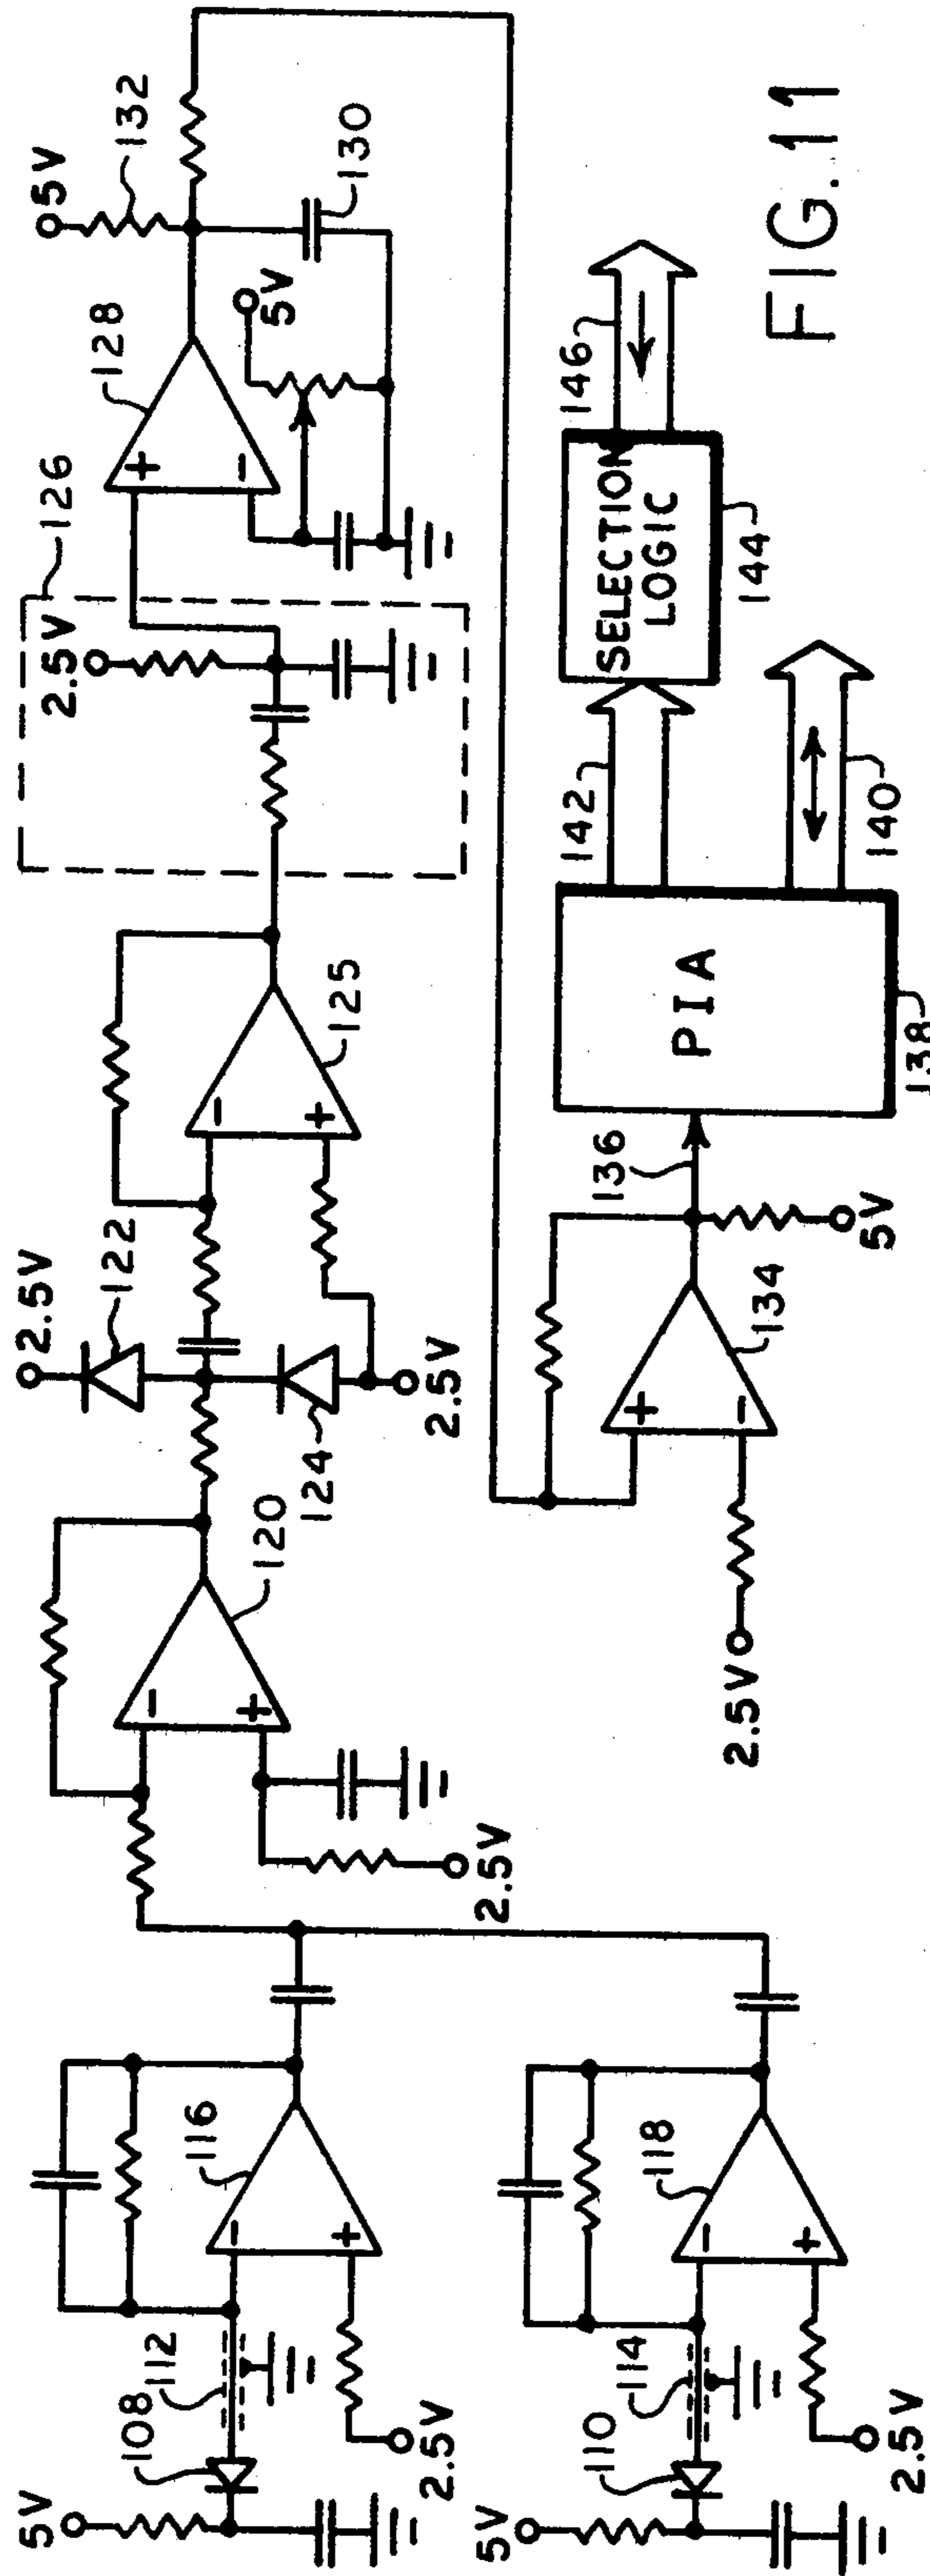 5V
108
112
116
2.5V
5V
110
114
118
2.5V
-
+
-
+
120
-
+
2.5V
2.5V
122
124
2.5V
125
-
+
126
2.5V
128
+
-
5V
132
5V
130
134
+
-
2.5V
5V
136
PIA
138
140
142
SELECTION
LOGIC
144
146
FIG. 11